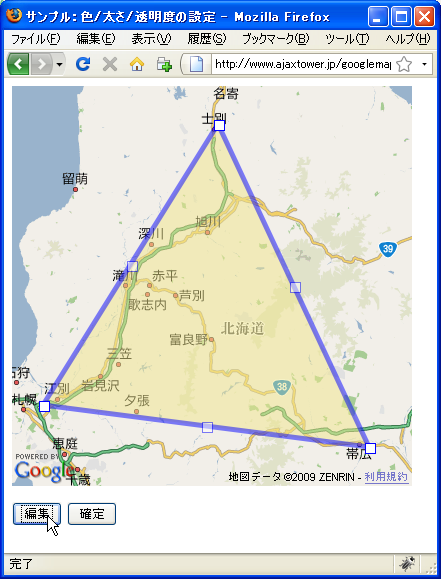 サンプル: 色/太さ/透明度の設定 - Mozilla Firefox
ファイル(F) 編集(E) 表示(V) 履歴(S) ブックマーク(B) ツール(T) ヘルプ(H)
http://www.ajaxtower.jp/googlemap
名寄
士別
留萌
深川
旭川
39
滝川
赤平
歌志内
芦別
北海道
富良野
三笠
38
石狩
江別
岩見沢
札幌
夕張
恵庭
帯広
POWERED BY
Google
千歳
地図データ ©2009 ZENRIN - 利用規約
編集 確定
完了